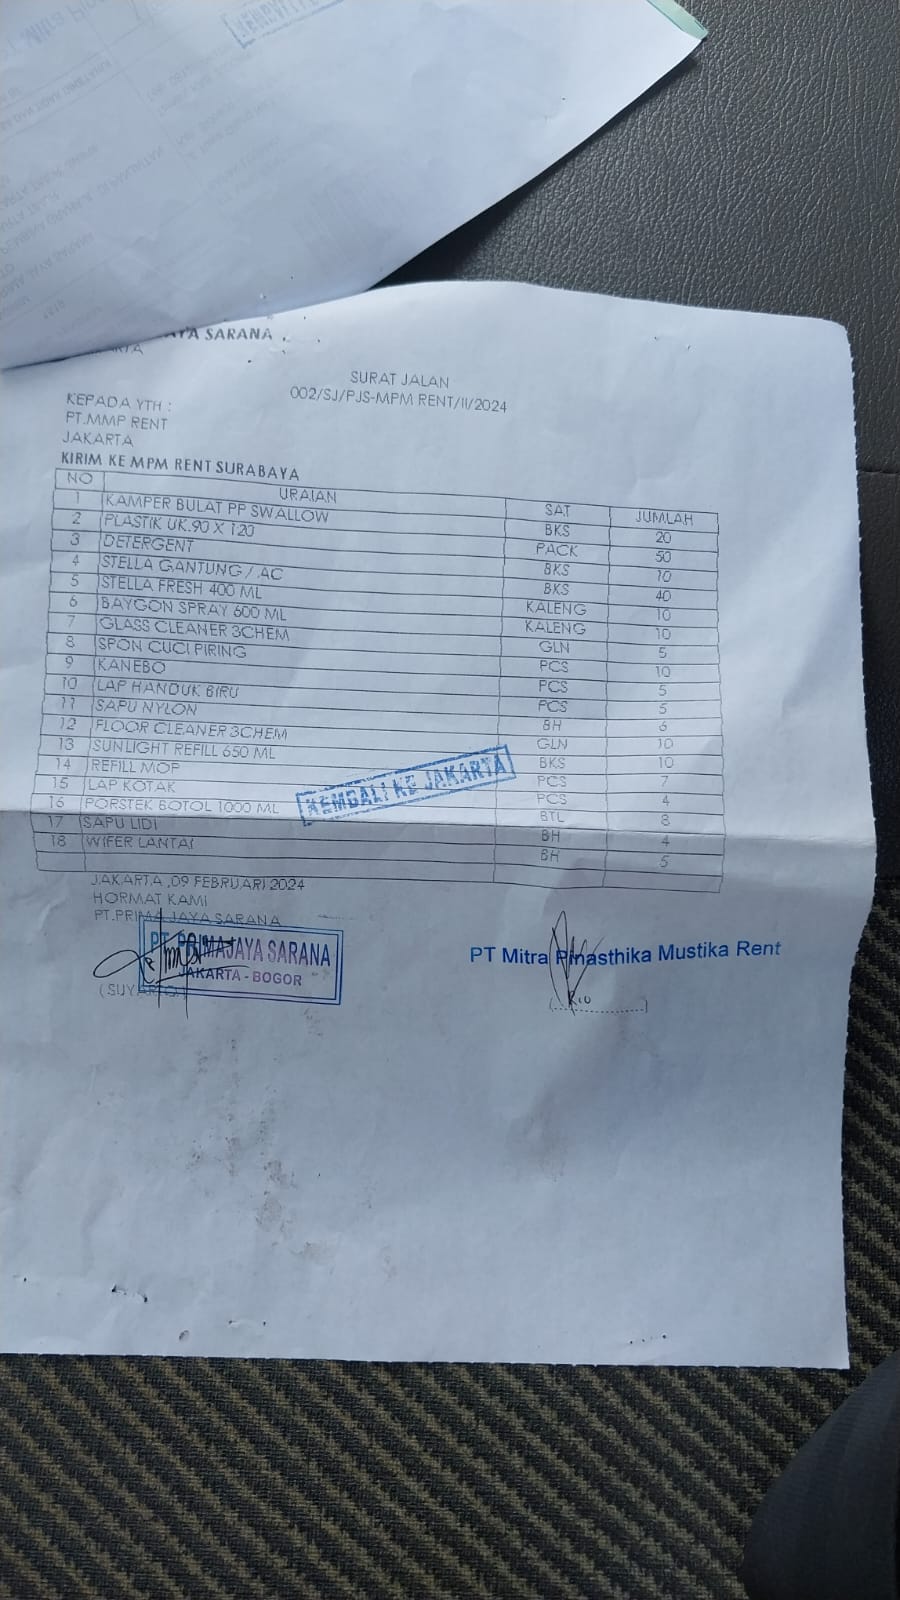 AYA SARANA
SURAT JALAN
002/SJ/PJS-MPM RENT/II/2024
KEPADA YTH :
PT.MMP RENT
JAKARTA
KIRIM KE MPM RENT SURABAYA
NO URAIAN SAT JUMLAH
1 KAMPER BULAT PP SWALLOW BKS 20
2 PLASTIK UK.90 X 120 PACK 50
3 DETERGENT BKS 10
4 STELLA GANTUNG / AC BKS 40
5 STELLA FRESH 400 ML KALENG 10
6 BAYGON SPRAY 600 ML KALENG 10
7 GLASS CLEANER 3CHEM GLN 5
8 SPON CUCI PIRING PCS 10
9 KANEBO PCS 5
10 LAP HANDUK BIRU PCS 5
11 SAPU NYLON BH 6
12 FLOOR CLEANER 3CHEM GLN 10
13 SUNLIGHT REFILL 650 ML BKS 10
14 REFILL MOP PCS 7
15 LAP KOTAK PCS 4
16 PORSTEK BOTOL 1000 ML BTL 8
17 SAPU LIDI BH 4
18 WIFER LANTAI BH 5
KEMBALI KE JAKARTA
JAKARTA ,09 FEBRUARI 2024
HORMAT KAMI
PT.PRIMA JAYA SARANA
PT. PRIMAJAYA SARANA
JAKARTA - BOGOR
PT Mitra Pinasthika Mustika Rent
Rio